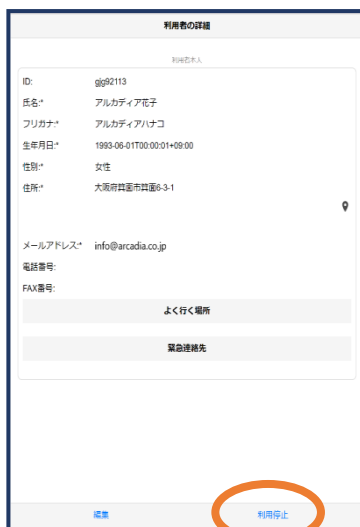 利用者の詳細
利用者本人
ID: gjg92113
氏名:* アルカディア花子
フリガナ:* アルカディアハナコ
生年月日:* 1993-06-01T00:00:01+09:00
性別:* 女性
住所:* 大阪府箕面市箕面6-3-1
メールアドレス:* info@arcadia.co.jp
電話番号:
FAX番号:
よく行く場所
緊急連絡先
編集 利用停止